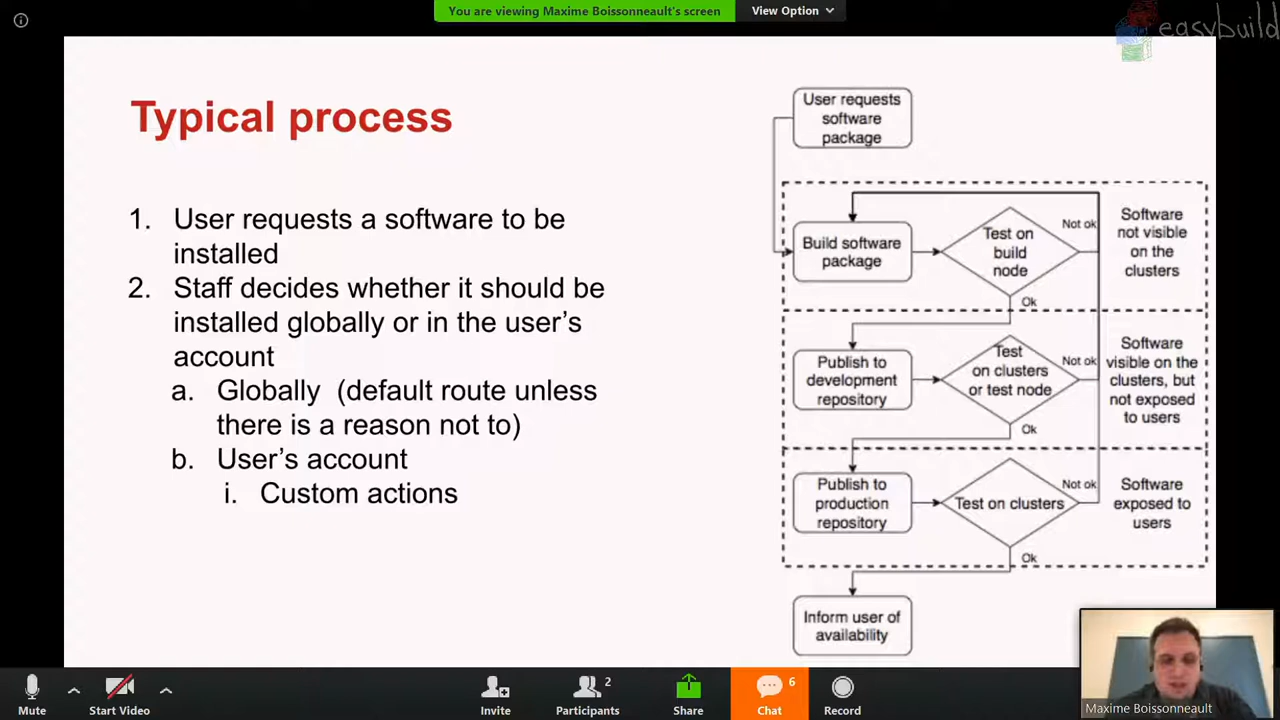 You are viewing Maxime Boissonneault's screen
View Option
easybuild
Typical process
1. User requests a software to be
installed
2. Staff decides whether it should be
installed globally or in the user’s
account
a. Globally (default route unless
there is a reason not to)
b. User’s account
i. Custom actions
User requests
software
package
Build software
package
Test on
build
node
Not ok
Ok
Software
not visible
on the
clusters
Publish to
development
repository
Test
on clusters
or test node
Not ok
Ok
Software
visible on the
clusters, but
not exposed
to users
Publish to
production
repository
Test on clusters
Not ok
Ok
Software
exposed to
users
Inform user of
availability
Maxime Boissonneault
Mute
Start Video
Invite
2
Participants
Share
6
Chat
Record